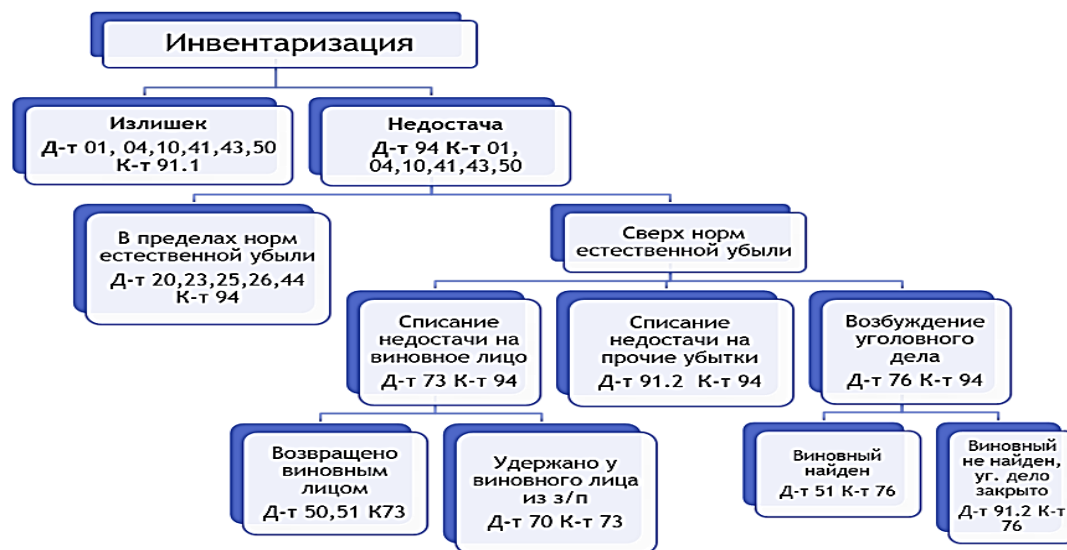 Инвентаризация
Излишек
Д-т 01, 04,10,41,43,50
К-т 91.1
Недостача
Д-т 94 К-т 01,
04,10,41,43,50
В пределах норм
естественной убыли
Д-т 20,23,25,26,44
К-т 94
Сверх норм
естественной убыли
Списание
недостачи на
виновное лицо
Д-т 73 К-т 94
Списание
недостачи на
прочие убытки
Д-т 91.2 К-т 94
Возбуждение
уголовного
дела
Д-т 76 К-т 94
Возвращено
виновным
лицом
Д-т 50,51 К73
Удержано у
виновного лица
из з/п
Д-т 70 К-т 73
Виновный
найден
Д-т 51 К-т 76
Виновный
не найден,
уг. дело
закрыто
Д-т 91.2 К-т
76